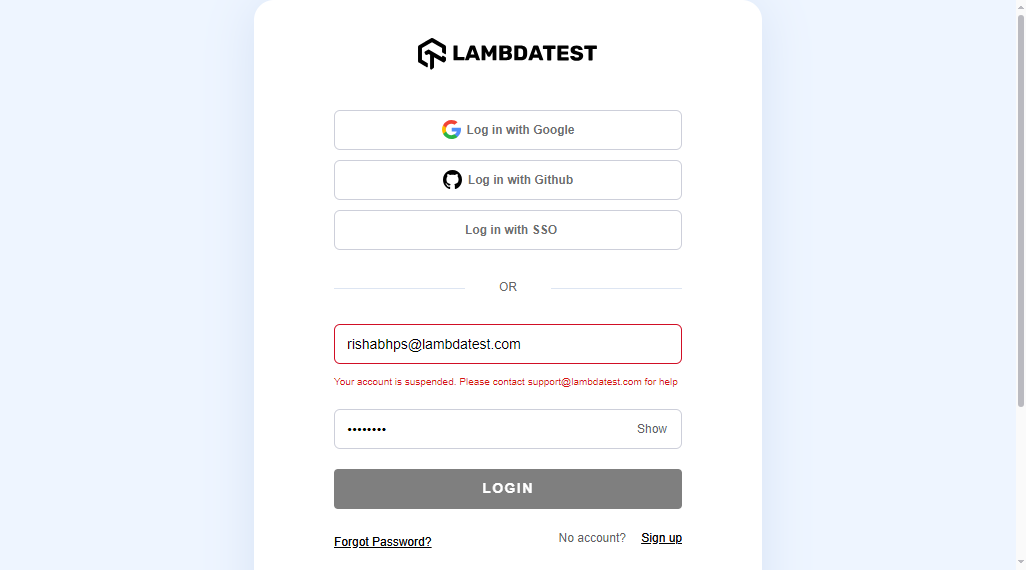 LAMBDATEST
Log in with Google
Log in with Github
Log in with SSO
OR
rishabhps@lambdatest.com
Your account is suspended. Please contact support@lambdatest.com for help
•••••••• Show
LOGIN
Forgot Password? No account? Sign up